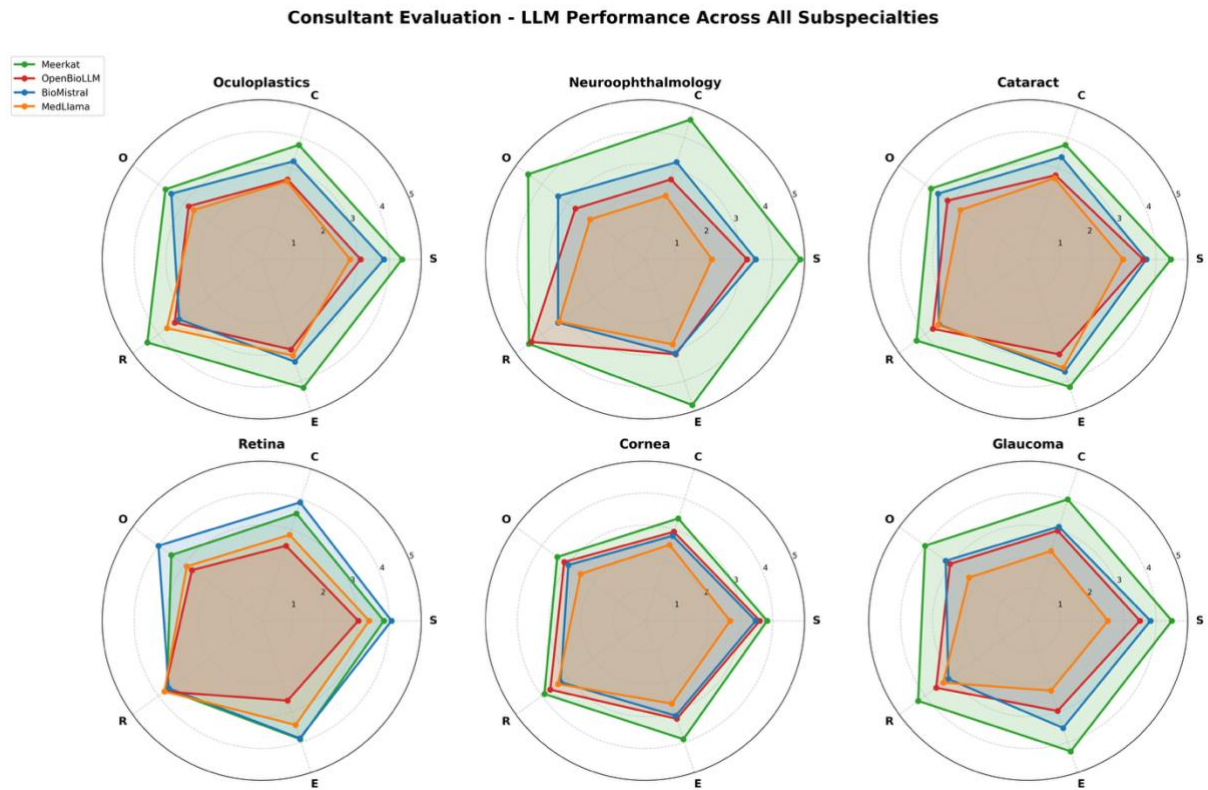 Consultant Evaluation - LLM Performance Across All Subspecialties
Meerkat
OpenBioLLM
BioMistral
MedLlama
Oculoplastics
C
O
S
R
E
1
2
3
4
5
Neuroophthalmology
C
O
S
R
E
1
2
3
4
5
Cataract
C
O
S
R
E
1
2
3
4
5
Retina
C
O
S
R
E
1
2
3
4
5
Cornea
C
O
S
R
E
1
2
3
4
5
Glaucoma
C
O
S
R
E
1
2
3
4
5